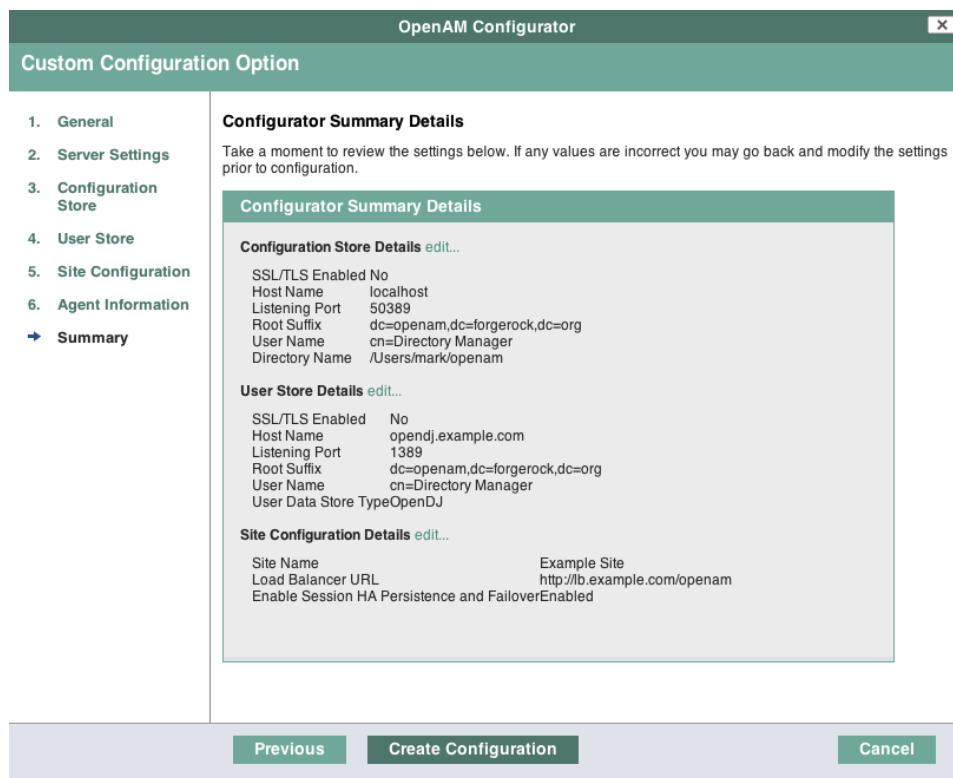 OpenAM Configurator
Custom Configuration Option
1. General
2. Server Settings
3. Configuration
Store
4. User Store
5. Site Configuration
6. Agent Information
Summary
Configurator Summary Details
Take a moment to review the settings below. If any values are incorrect you may go back and modify the settings
prior to configuration.
Configurator Summary Details
Configuration Store Details edit...
SSL/TLS Enabled No
Host Name localhost
Listening Port 50389
Root Suffix dc=openam,dc=forgerock,dc=org
User Name cn=Directory Manager
Directory Name /Users/mark/openam
User Store Details edit...
SSL/TLS Enabled No
Host Name opendj.example.com
Listening Port 1389
Root Suffix dc=openam,dc=forgerock,dc=org
User Name cn=Directory Manager
User Data Store TypeOpenDJ
Site Configuration Details edit...
Site Name Example Site
Load Balancer URL http://lb.example.com/openam
Enable Session HA Persistence and FailoverEnabled
Previous Create Configuration Cancel